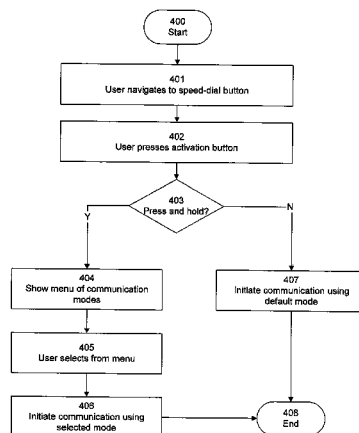 400
Start
401
User navigates to speed-dial button
402
User presses activation button
403
Press and hold?
Y
N
404
Show menu of communication
modes
407
Initiate communication using
default mode
405
User selects from menu
406
Initiate communication using
selected mode
408
End